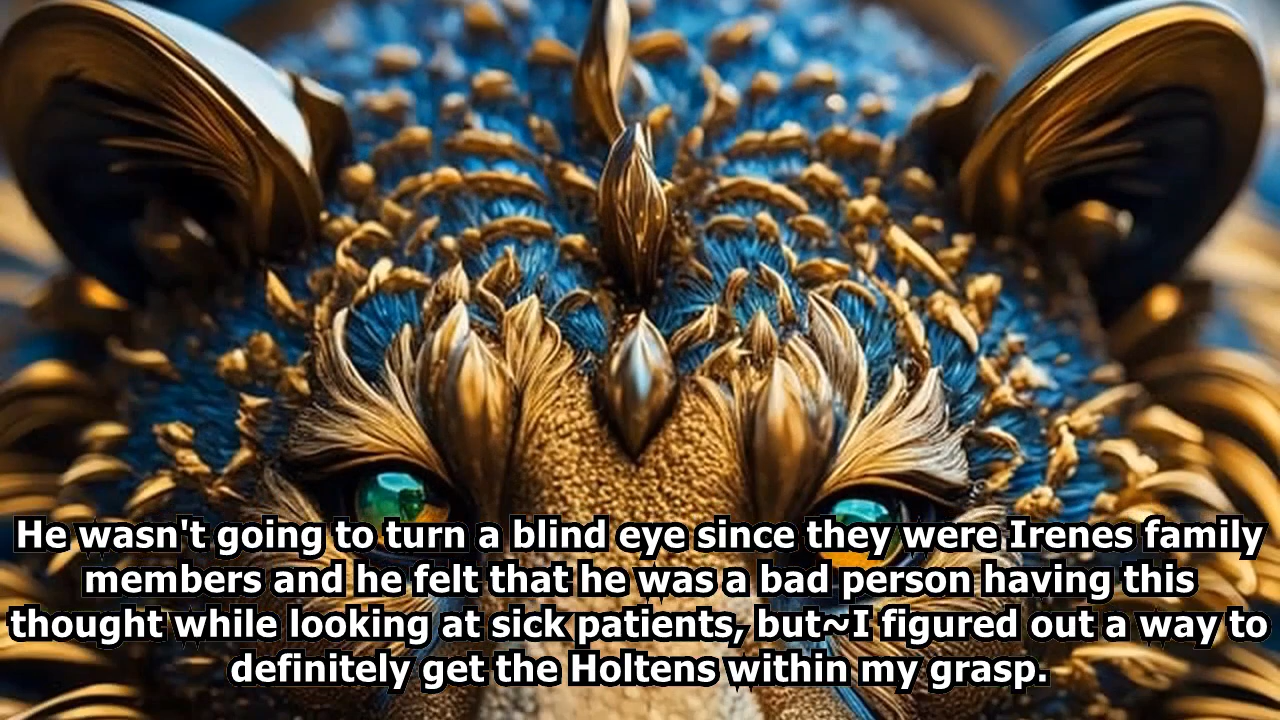 He wasn't going to turn a blind eye since they were Irenes family
members and he felt that he was a bad person having this
thought while looking at sick patients, but~I figured out a way to
definitely get the Holtens within my grasp.